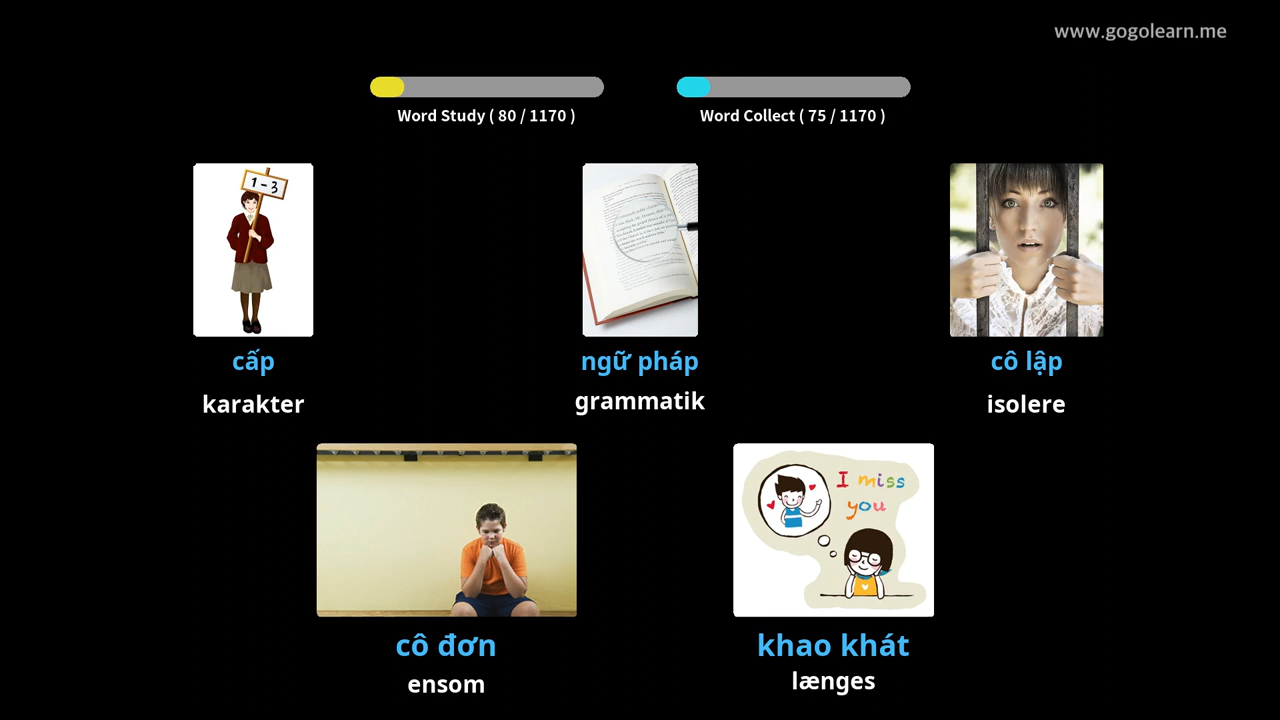 www.gogolearn.me
Word Study ( 80 / 1170 )
Word Collect ( 75 / 1170 )
1 - 3
cấp
ngữ pháp
cô lập
karakter
grammatik
isolere
I miss
you
cô đơn
khao khát
ensom
længes